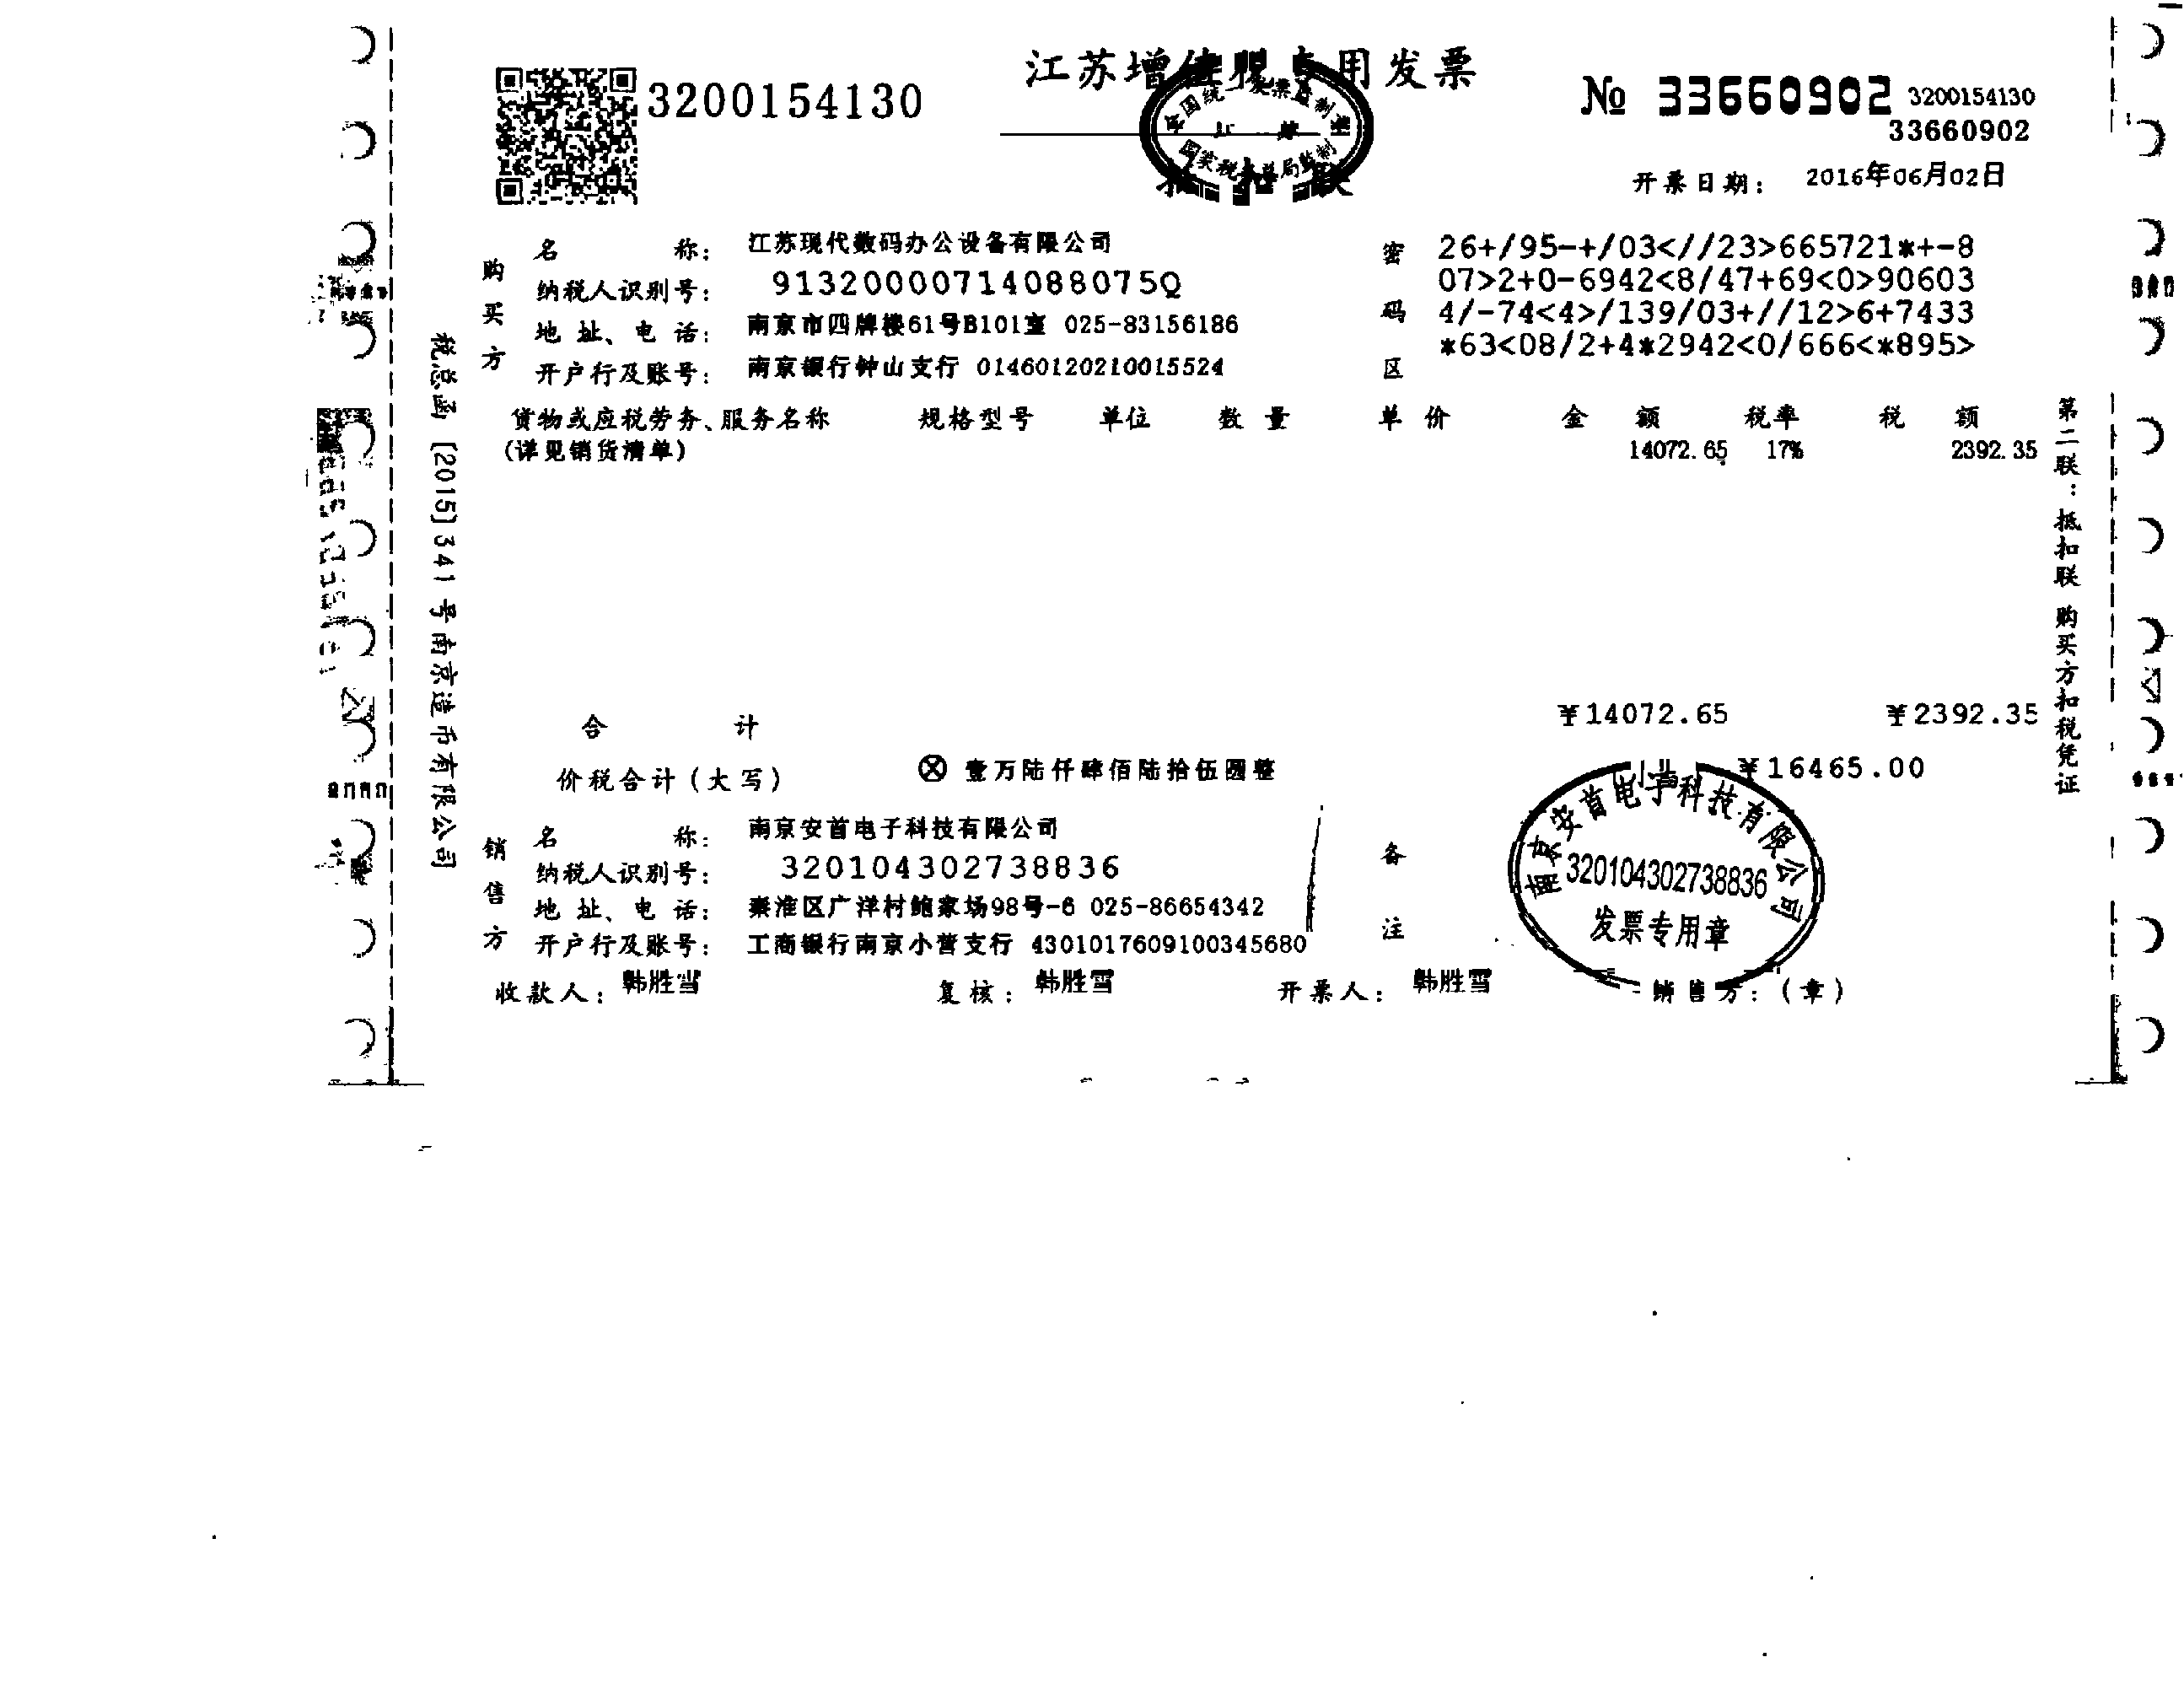 江苏增值税专用发票
3200154130
№ 33660902 3200154130
33660902
全国统一发票监制章
国家税务总局监制
抵扣联
开票日期： 2016年06月02日
购买方
名 称： 江苏现代数码办公设备有限公司
纳税人识别号： 91320000714088075Q
地 址、电 话： 南京市四牌楼61号B101室 025-83156186
开户行及账号： 南京银行钟山支行 01460120210015524
密码区
26+/95-+/03<//23>665721*+-8
07>2+0-6942<8/47+69<0>90603
4/-74<4>/139/03+//12>6+7433
*63<08/2+4*2942<0/666<*895>
货物或应税劳务、服务名称 规格型号 单位 数 量 单 价 金 额 税率 税 额
(详见销货清单) 14072.65 17% 2392.35
合 计 ￥14072.65 ￥2392.35
价税合计（大写） ⊗ 壹万陆仟肆佰陆拾伍圆整 ￥16465.00
销售方
名 称： 南京安首电子科技有限公司
纳税人识别号： 320104302738836
地 址、电 话： 秦淮区广洋村鲍家场98号-6 025-86654342
开户行及账号： 工商银行南京小营支行 4301017609100345680
备注
南京安首电子科技有限公司
320104302738836
发票专用章
收款人： 韩胜雪 复核： 韩胜雪 开票人： 韩胜雪 销售方：（章）
税总函 [2015]341号南京造币有限公司
第二联：抵扣联 购买方扣税凭证